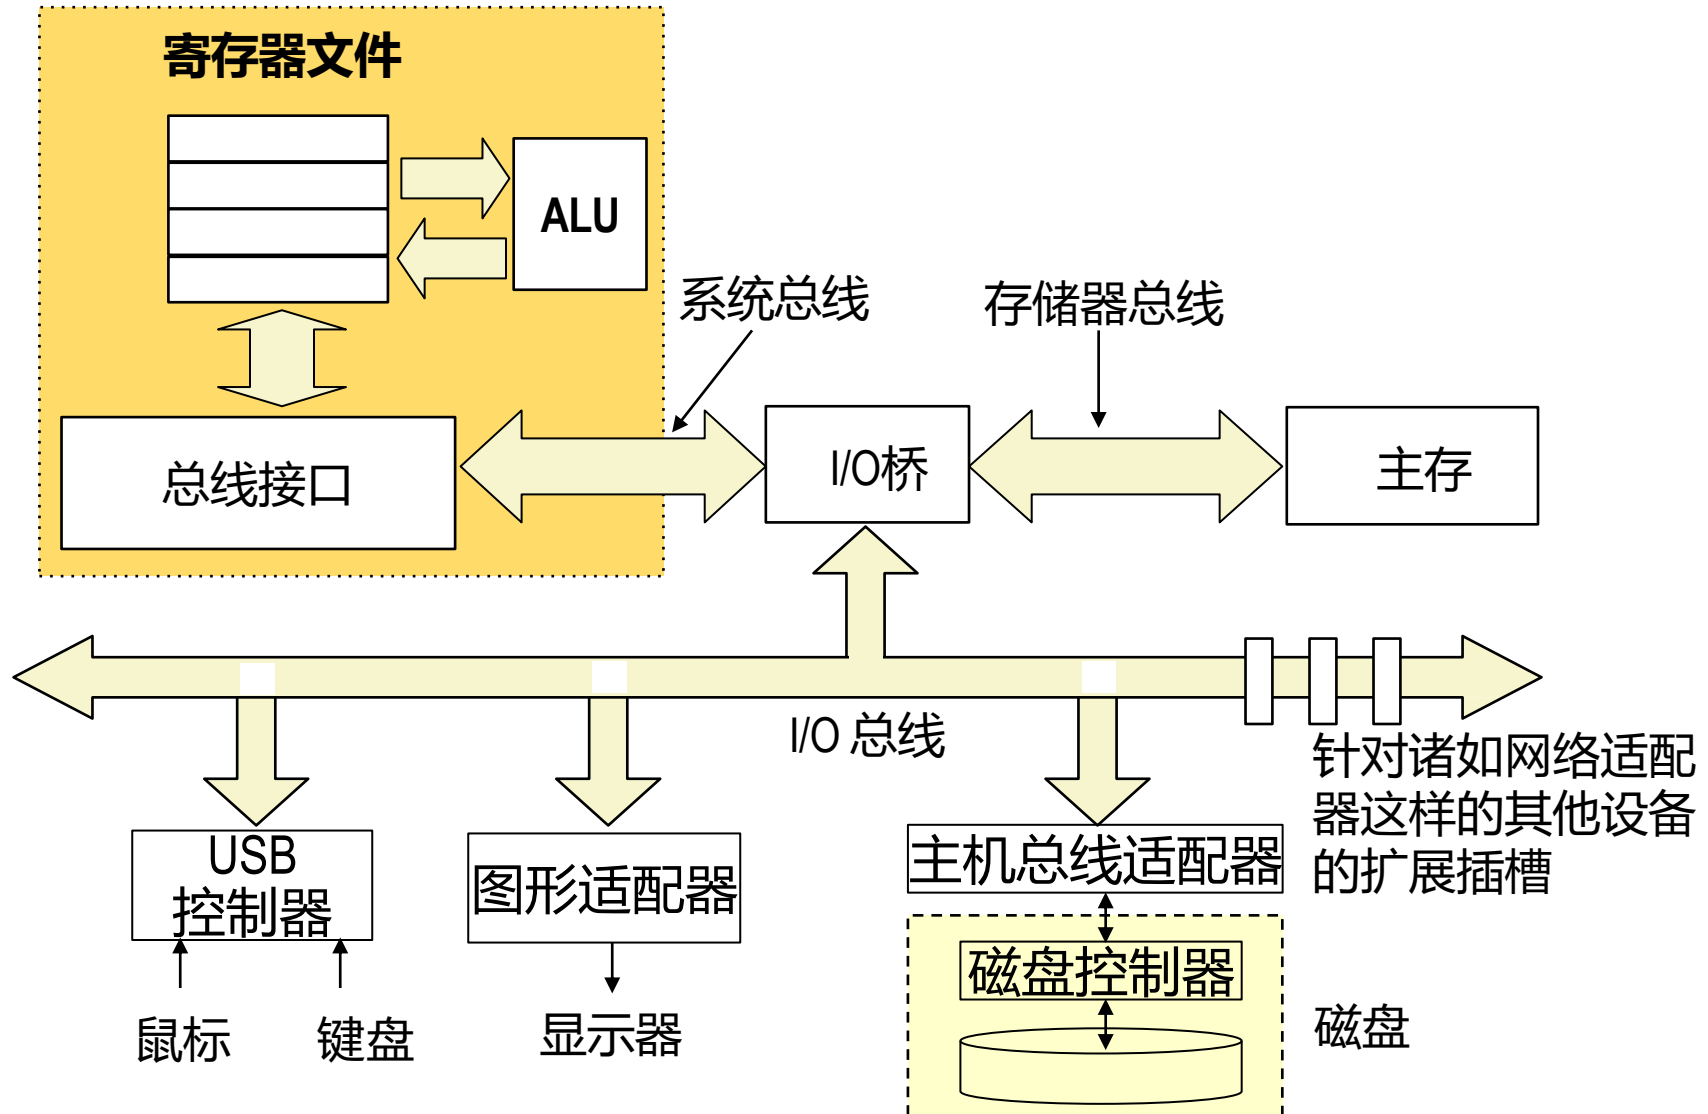 寄存器文件
ALU
系统总线
存储器总线
总线接口
I/O桥
主存
I/O 总线
针对诸如网络适配
器这样的其他设备
的扩展插槽
USB
控制器
图形适配器
主机总线适配器
磁盘控制器
鼠标
键盘
显示器
磁盘